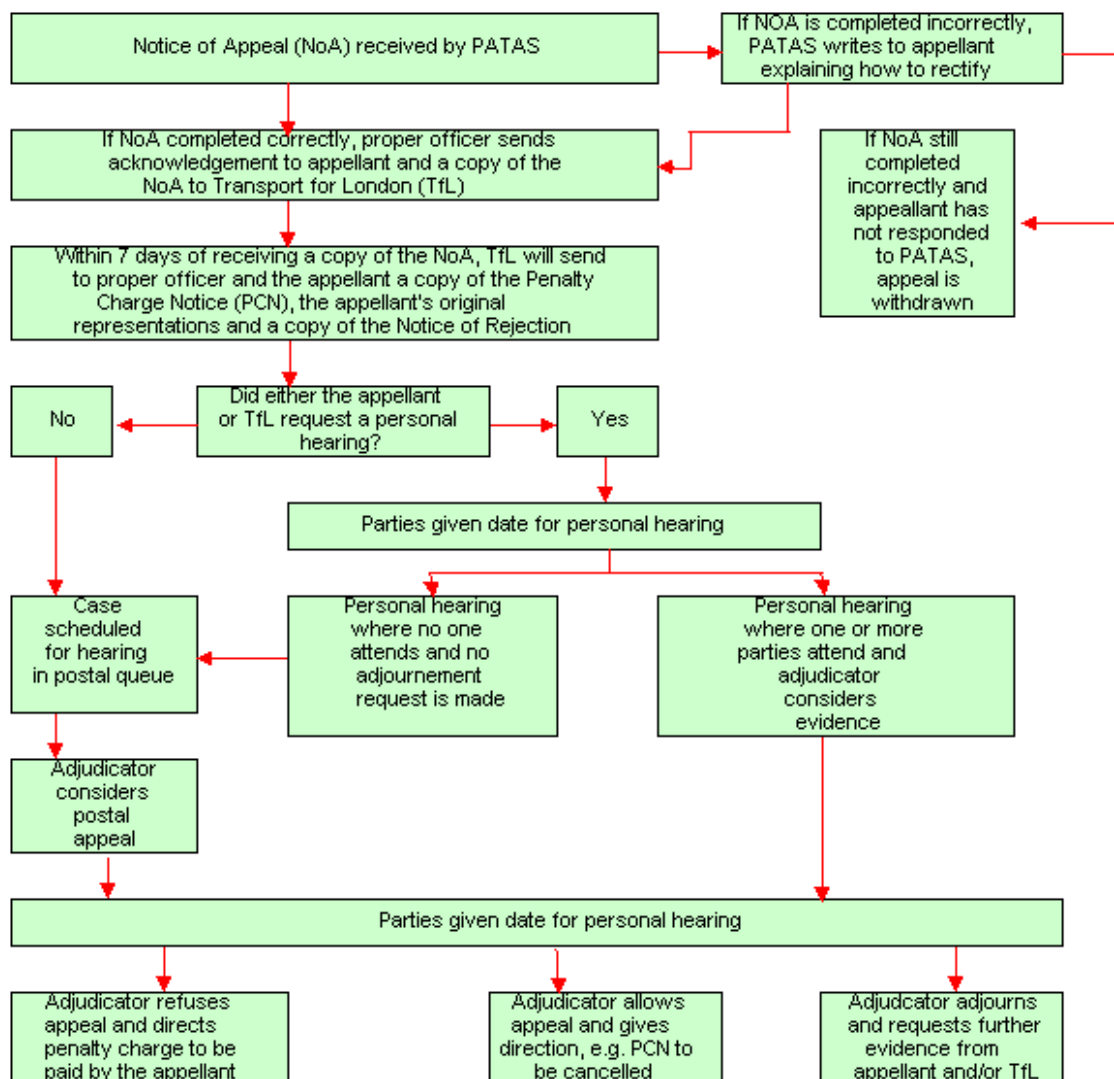 Notice of Appeal (NoA) received by PATAS
If NOA is completed incorrectly,
PATAS writes to appellant
explaining how to rectify
If NoA completed correctly, proper officer sends
acknowledgement to appellant and a copy of the
NoA to Transport for London (TfL)
If NoA still
completed
incorrectly and
appeallant has
not responded
to PATAS,
appeal is
withdrawn
Within 7 days of receiving a copy of the NoA, TfL will send
to proper officer and the appellant a copy of the Penalty
Charge Notice (PCN), the appellant's original
representations and a copy of the Notice of Rejection
No
Did either the appellant
or TfL request a personal
hearing?
Yes
Parties given date for personal hearing
Case
scheduled
for hearing
in postal queue
Personal hearing
where no one
attends and no
adjournement
request is made
Personal hearing
where one or more
parties attend and
adjudicator
considers
evidence
Adjudicator
considers
postal
appeal
Parties given date for personal hearing
Adjudicator refuses
appeal and directs
penalty charge to be
paid by the appellant
Adjudicator allows
appeal and gives
direction, e.g. PCN to
be cancelled
Adjudcator adjourns
and requests further
evidence from
appellant and/or TfL